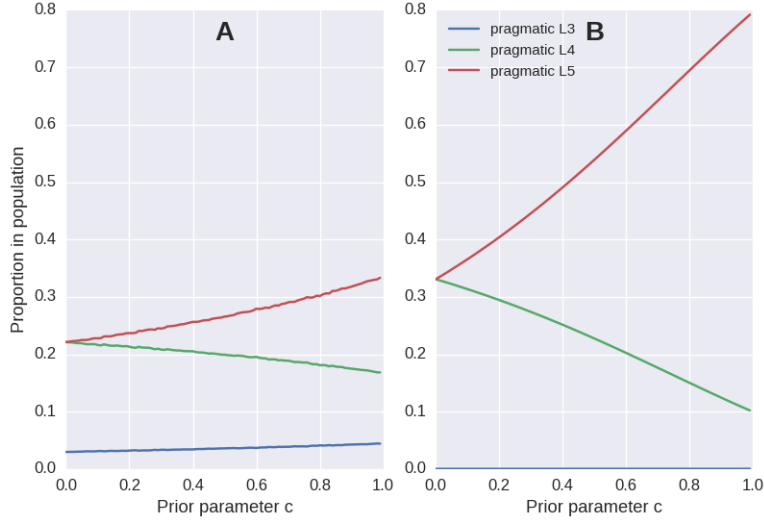 A
B
pragmatic L3
pragmatic L4
pragmatic L5
Proportion in population
0.8
0.7
0.6
0.5
0.4
0.3
0.2
0.1
0.0
0.0 0.2 0.4 0.6 0.8 1.0
Prior parameter c
0.8
0.7
0.6
0.5
0.4
0.3
0.2
0.1
0.0
0.0 0.2 0.4 0.6 0.8 1.0
Prior parameter c